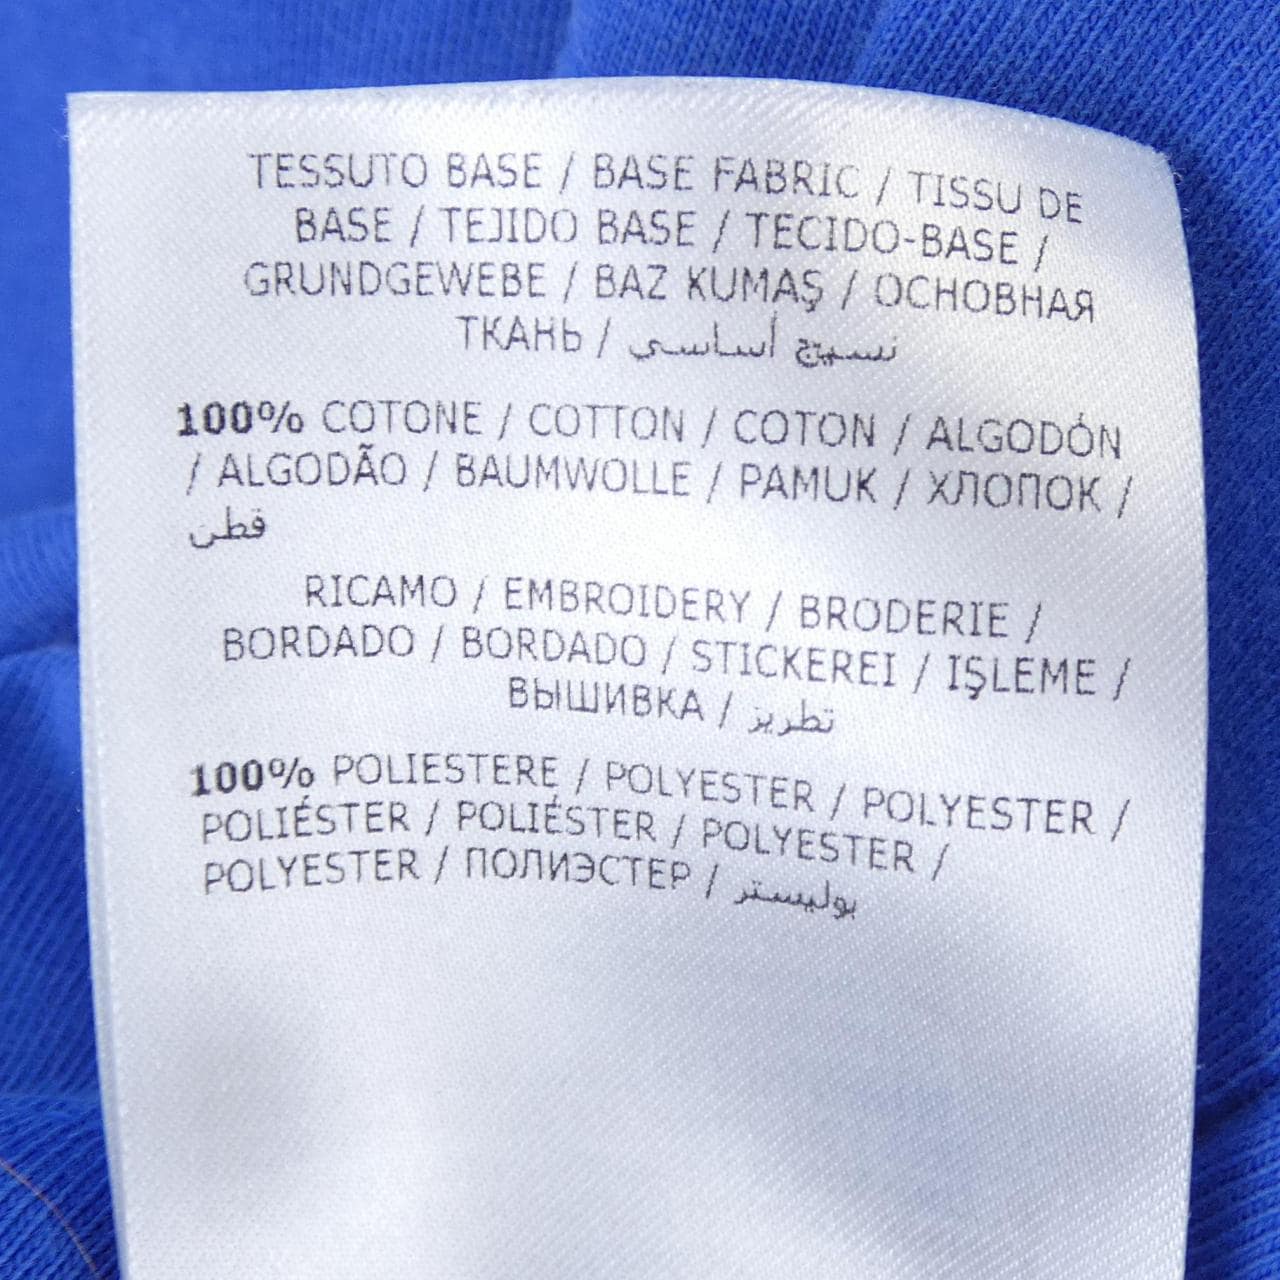 TESSUTO BASE / BASE FABRIC / TISSU DE
BASE / TEJIDO BASE / TECIDO-BASE /
GRUNDGEWEBE / BAZ KUMAŞ / ОСНОВНАЯ
ТКАНЬ / نسيج أساسي
100% COTONE / COTTON / COTON / ALGODÓN
/ ALGODÃO / BAUMWOLLE / PAMUK / ХЛОПОК /
قطن
RICAMO / EMBROIDERY / BRODERIE /
BORDADO / BORDADO / STICKEREI / IŞLEME /
ВЫШИВКА / تطريز
100% POLIESTERE / POLYESTER / POLYESTER /
POLIÉSTER / POLIÉSTER / POLYESTER /
POLYESTER / ПОЛИЭСТЕР / بوليستر